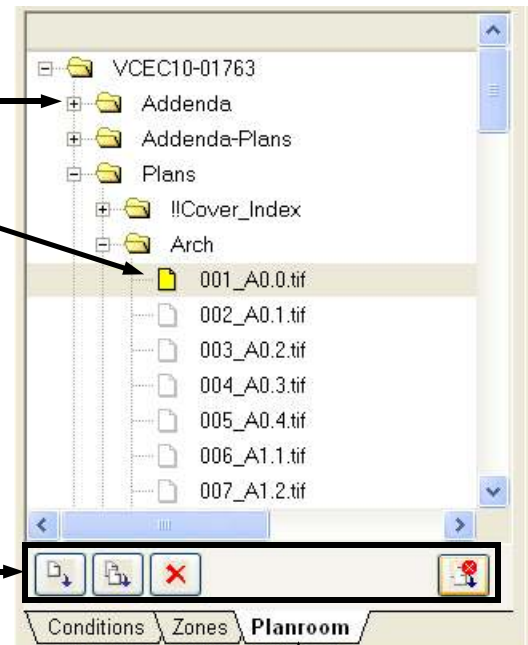 VCEC10-01763
Addenda
Addenda-Plans
Plans
!!Cover_Index
Arch
001_A0.0.tif
002_A0.1.tif
003_A0.2.tif
004_A0.3.tif
005_A0.4.tif
006_A1.1.tif
007_A1.2.tif
Conditions Zones Planroom